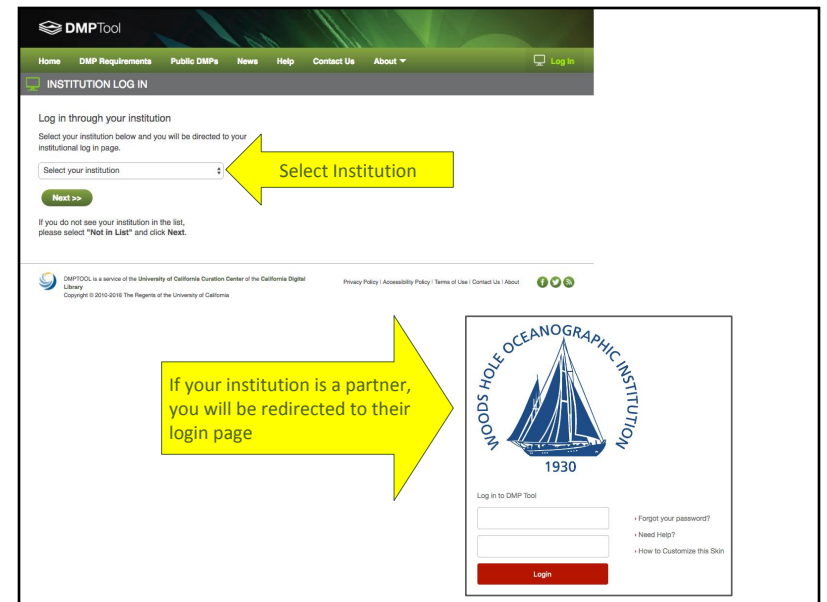 DMPTool
Home DMP Requirements Public DMPs News Help Contact Us About Log In
INSTITUTION LOG IN
Log in through your institution
Select your institution below and you will be directed to your
institutional log in page.
Select your institution
Select Institution
Next >>
If you do not see your institution in the list,
please select "Not in List" and click Next.
DMPTOOL is a service of the University of California Curation Center of the California Digital
Library
Copyright © 2010-2016 The Regents of the University of California
Privacy Policy | Accessibility Policy | Terms of Use | Contact Us | About
If your institution is a partner,
you will be redirected to their
login page
WOODS HOLE OCEANOGRAPHIC INSTITUTION
1930
Log in to DMP Tool
› Forgot your password?
› Need Help?
› How to Customize this Skin
Login